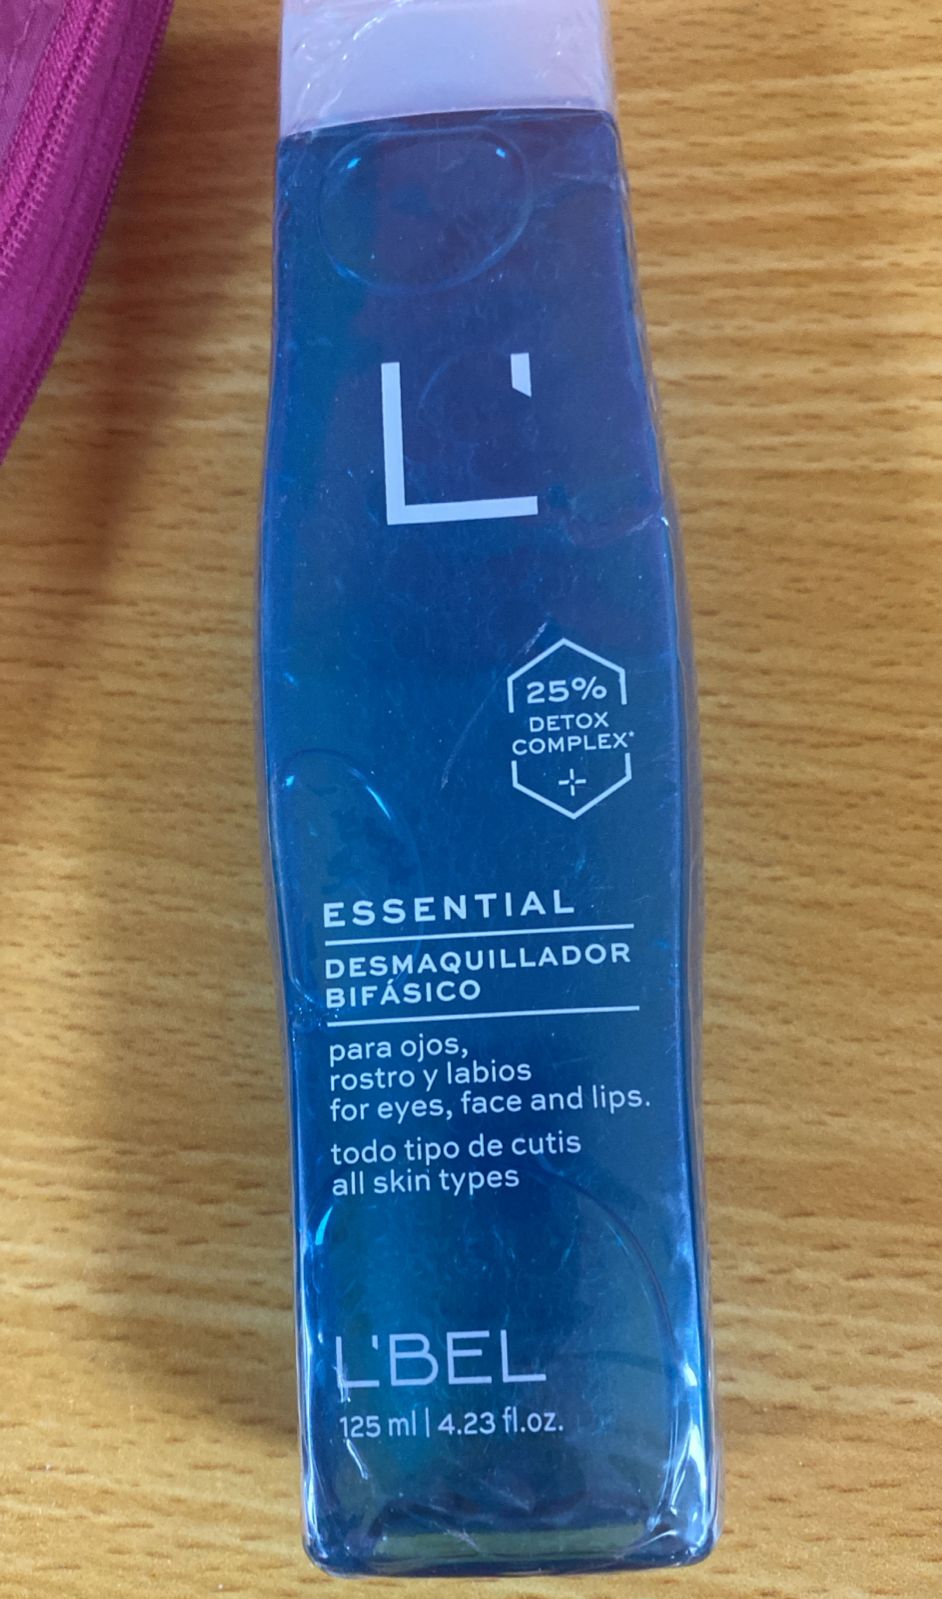 L'
25%
DETOX
COMPLEX*
ESSENTIAL
DESMAQUILLADOR
BIFÁSICO
para ojos,
rostro y labios
for eyes, face and lips.
todo tipo de cutis
all skin types
L'BEL
125 ml | 4.23 fl.oz.